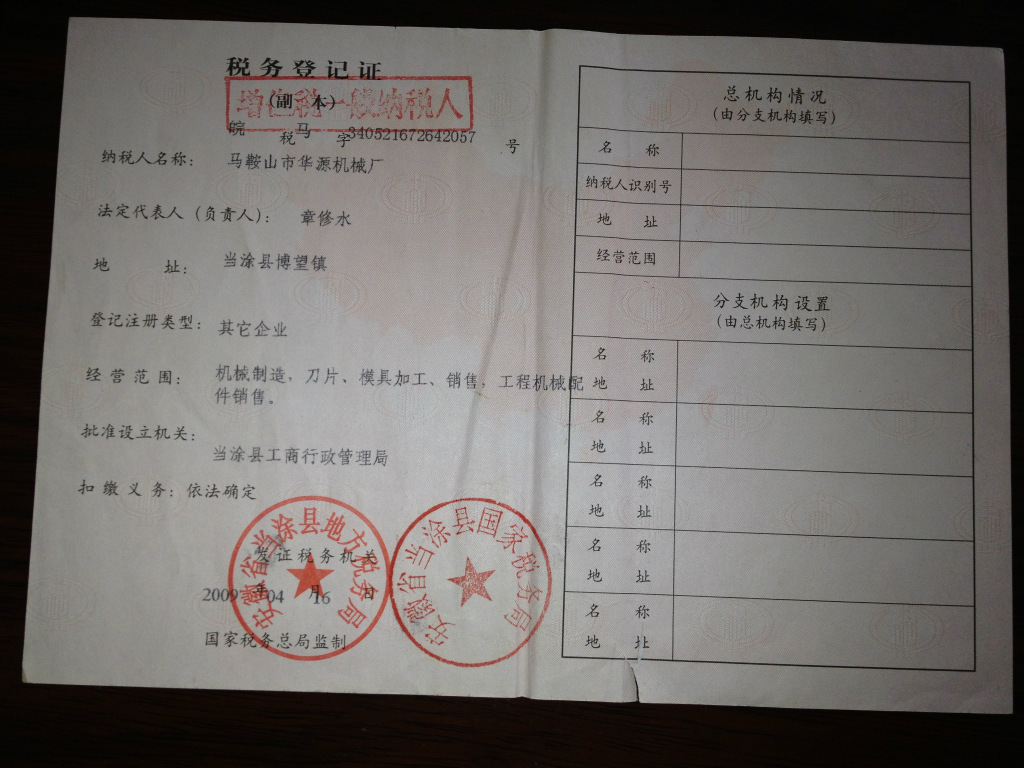 税务登记证
(副 本)
增值税一般纳税人
皖 税 马 字 340521672642057 号
纳税人名称: 马鞍山市华源机械厂
法定代表人(负责人): 章修水
地 址: 当涂县博望镇
登记注册类型: 其它企业
经营范围: 机械制造,刀片、模具加工、销售,工程机械配
件销售。
批准设立机关:
当涂县工商行政管理局
扣缴义务: 依法确定
安徽省当涂县地方税务局
安徽省当涂县国家税务局
发证税务机关
2009 年 04 月 16 日
国家税务总局监制
总机构情况
(由分支机构填写)
名 称
纳税人识别号
地 址
经营范围
分支机构设置
(由总机构填写)
名 称
地 址
名 称
地 址
名 称
地 址
名 称
地 址
名 称
地 址